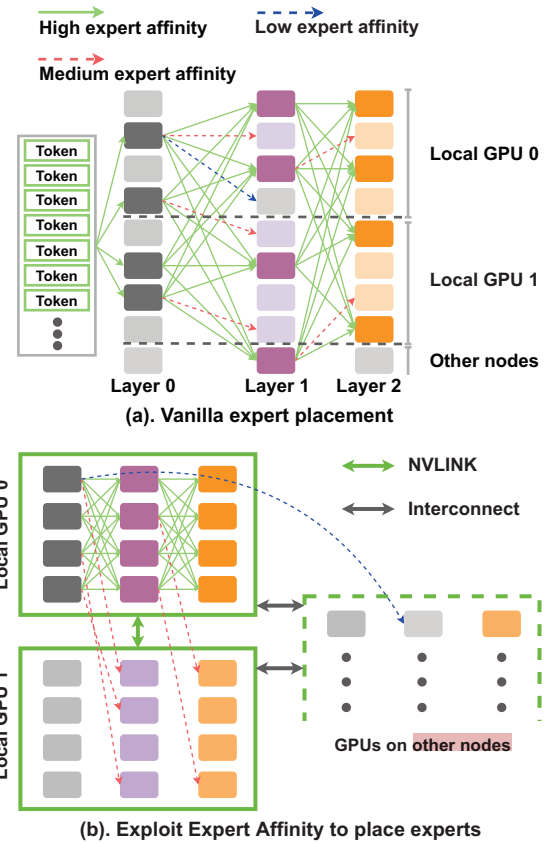 High expert affinity
Low expert affinity
Medium expert affinity
Token
Token
Token
Token
Token
Token
Token
Local GPU 0
Local GPU 1
Other nodes
Layer 0
Layer 1
Layer 2
(a). Vanilla expert placement
NVLINK
Interconnect
Local GPU 0
Local GPU 1
GPUs on other nodes
(b). Exploit Expert Affinity to place experts